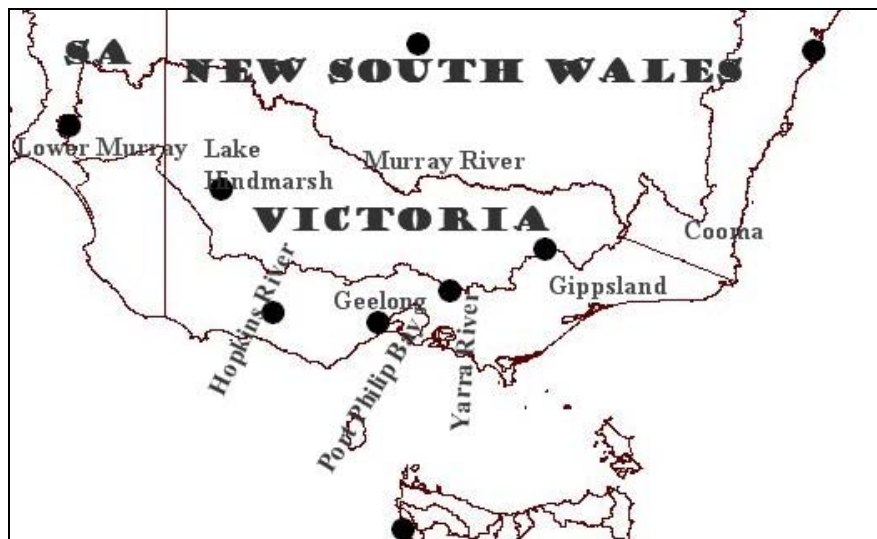 SA
NEW SOUTH WALES
Lower Murray
Lake
Hindmarsh
Murray River
VICTORIA
Cooma
Hopkins River
Geelong
Gippsland
Port Philip Bay
Yarra River